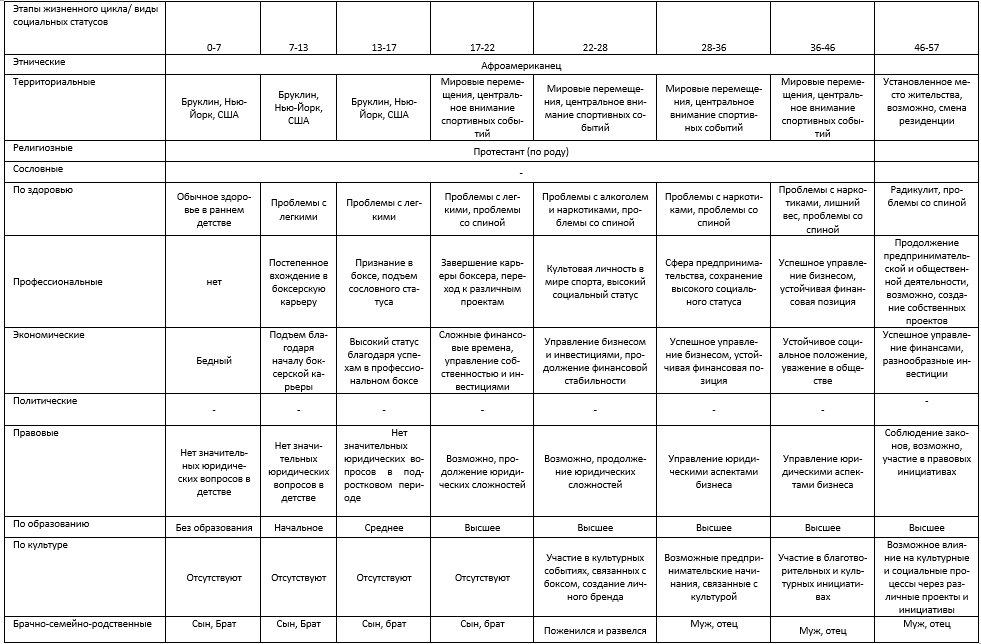 Этапы жизненного цикла/ виды
социальных статусов
0-7
7-13
13-17
17-22
22-28
28-36
36-46
46-57
Этнические
Афроамериканец
Территориальные
Бруклин, Нью-
Йорк, США
Бруклин,
Нью-Йорк,
США
Бруклин, Нью-
Йорк, США
Мировые переме-
щения, централь-
ное внимание
спортивных собы-
тий
Мировые перемеще-
ния, центральное вни-
мание спортивных со-
бытий
Мировые перемеще-
ния, центральное
внимание спортив-
ных событий
Мировые переме-
щения, централь-
ное внимание
спортивных собы-
тий
Установленное ме-
сто жительства,
возможно, смена
резиденции
Религиозные
Протестант (по роду)
Сословные
-
По здоровью
Обычное здоро-
вье в раннем
детстве
Проблемы с
легкими
Проблемы с лег-
кими
Проблемы с лег-
кими, проблемы
со спиной
Проблемы с алкоголем
и наркотиками, про-
блемы со спиной
Проблемы с наркоти-
ками, проблемы со
спиной
Проблемы с нарко-
тиками, лишний
вес, проблемы со
спиной
Радикулит, про-
блемы со спиной
Профессиональные
нет
Постепенное
вхождение в
боксерскую
карьеру
Признание в
боксе, подъем
сословного ста-
туса
Завершение карь-
еры боксера, пере-
ход к различным
проектам
Культовая личность в
мире спорта, высокий
социальный статус
Сфера предпринима-
тельства, сохранение
высокого социаль-
ного статуса
Успешное управле-
ние бизнесом,
устойчивая финан-
совая позиция
Продолжение
предприниматель-
ской и обществен-
ной деятельности,
возможно, созда-
ние собственных
проектов
Экономические
Бедный
Подъем бла-
годаря
началу бок-
серской ка-
рьеры
Высокий статус
благодаря успе-
хам в профессио-
нальном боксе
Сложные финансо-
вые времена,
управление соб-
ственностью и ин-
вестициями
Управление бизнесом
и инвестициями, про-
должение финансовой
стабильности
Успешное управле-
ние бизнесом, устой-
чивая финансовая по-
зиция
Устойчивое соци-
альное положение,
уважение в обще-
стве
Успешное управле-
ние финансами,
разнообразные ин-
вестиции
Политические
-
-
-
-
-
-
-
-
Правовые
Нет значитель-
ных юридиче-
ских вопросов в
детстве
Нет значи-
тельных
юридических
вопросов в
детстве
Нет
значительных
юридических во-
просов в под-
ростковом пери-
оде
Возможно, про-
должение юриди-
ческих сложностей
Возможно, продолже-
ние юридических
сложностей
Управление юриди-
ческими аспектами
бизнеса
Управление юри-
дическими аспек-
тами бизнеса
Соблюдение зако-
нов, возможно,
участие в правовых
инициативах
По образованию
Без образования
Начальное
Среднее
Высшее
Высшее
Высшее
Высшее
Высшее
По культуре
Отсутствуют
Отсутствуют
Отсутствуют
Отсутствуют
Участие в культурных
событиях, связанных с
боксом, создание лич-
ного бренда
Возможные предпри-
нимательские начи-
нания, связанные с
культурой
Участие в благотво-
рительных и куль-
турных инициати-
вах
Возможное влия-
ние на культурные
и социальные про-
цессы через раз-
личные проекты и
инициативы
Брачно-семейно-родственные
Сын, Брат
Сын, Брат
Сын, брат
Сын, брат
Поженился и развелся
Муж, отец
Муж, отец
Муж, отец